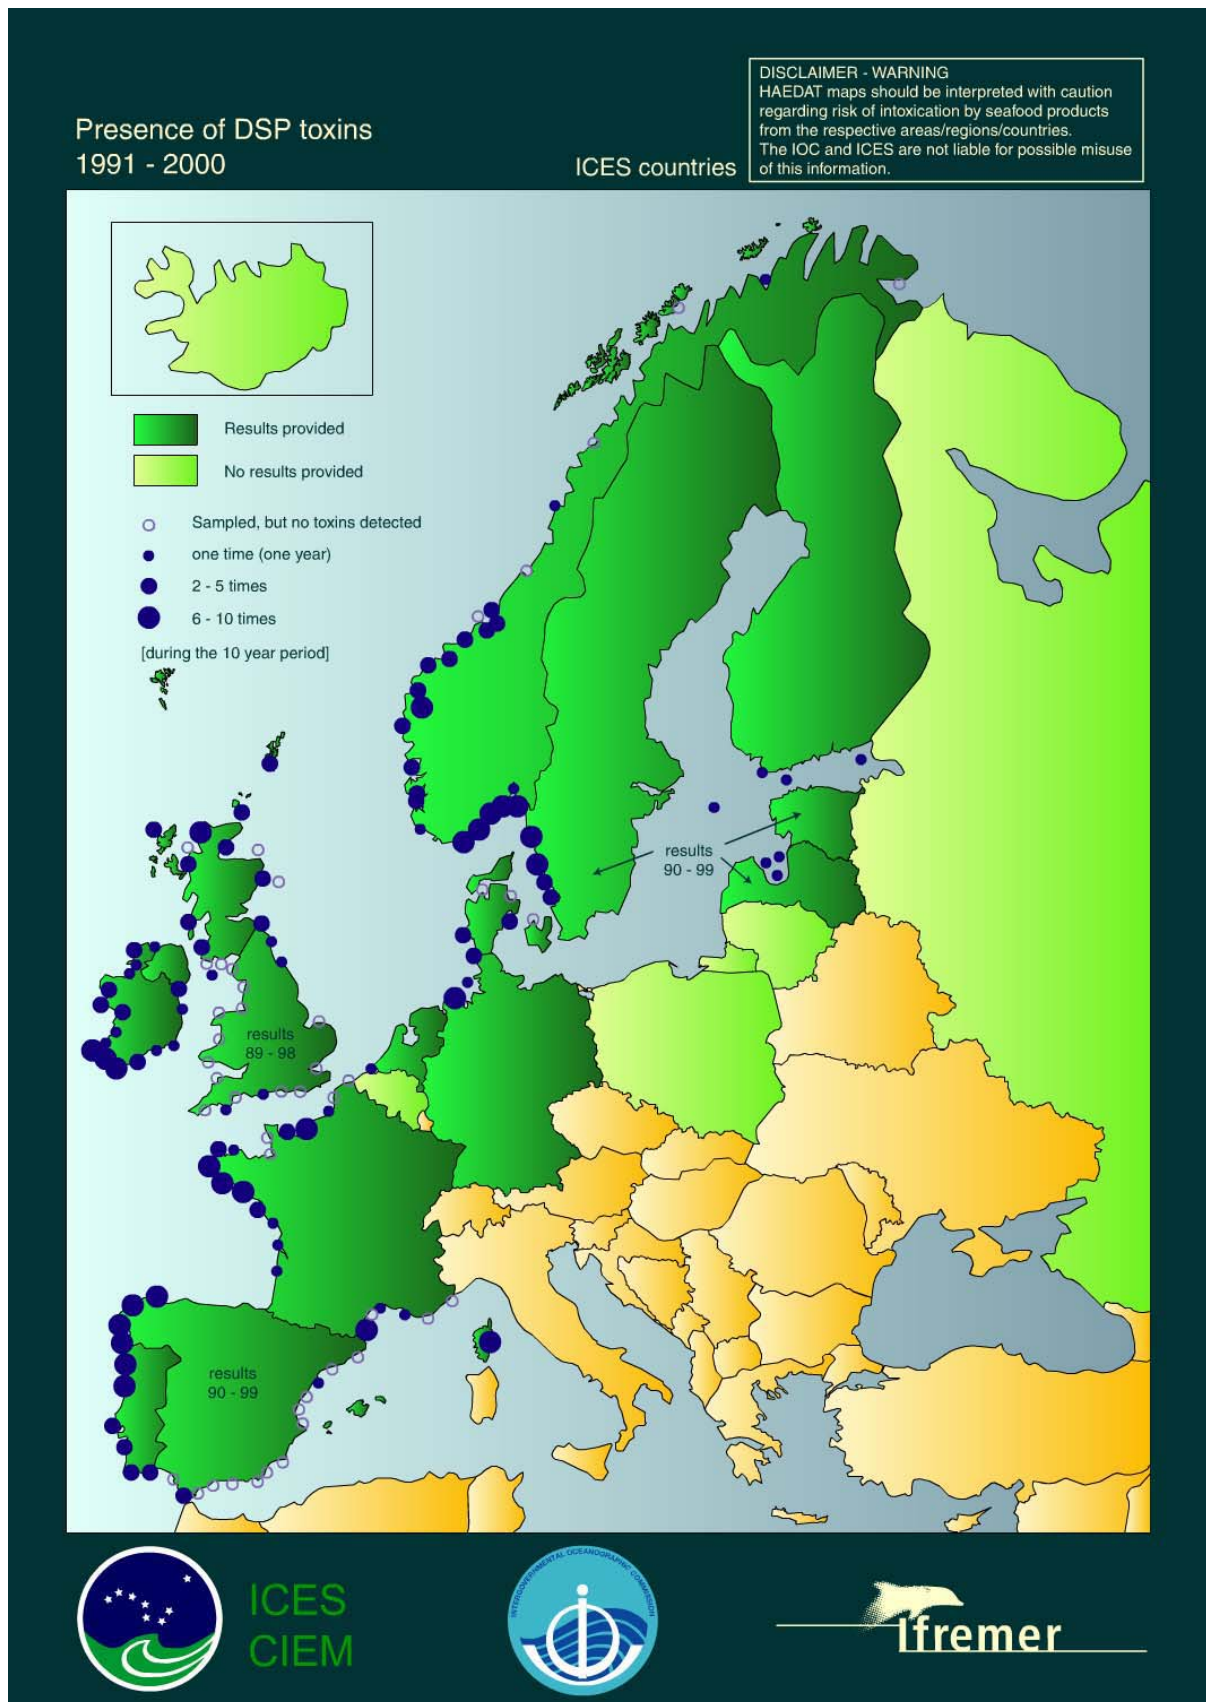 DISCLAIMER - WARNING
HAEDAT maps should be interpreted with caution
regarding risk of intoxication by seafood products
from the respective areas/regions/countries.
The IOC and ICES are not liable for possible misuse
of this information.
Presence of DSP toxins
1991 - 2000
ICES countries
Results provided
No results provided
Sampled, but no toxins detected
one time (one year)
2 - 5 times
6 - 10 times
[during the 10 year period]
results
90 - 99
results
89 - 98
results
90 - 99
ICES
CIEM
INTERGOVERNMENTAL OCEANOGRAPHIC COMMISSION
Ifremer